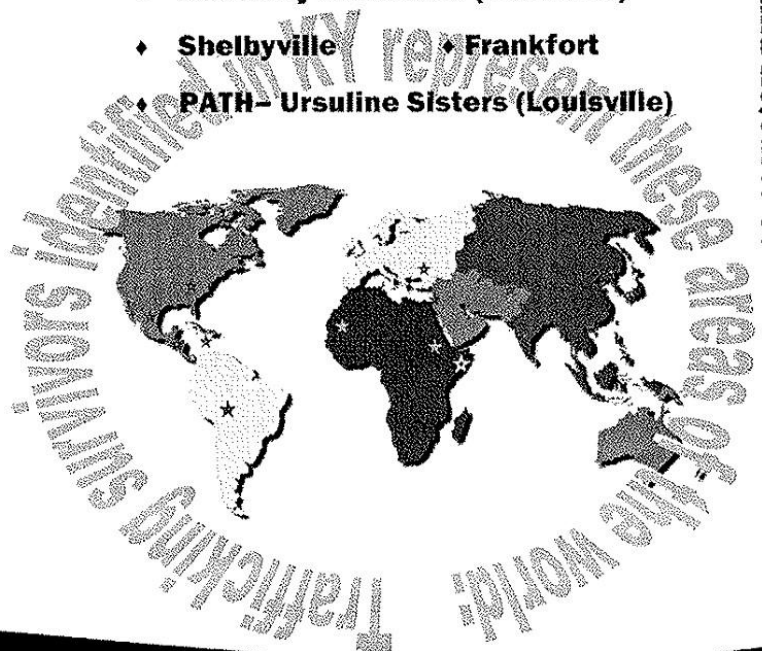 ♦ Shelbyville ♦ Frankfort
♦ PATH– Ursuline Sisters (Louisville)
Trafficking survivors identified in KY represent these areas of the world: